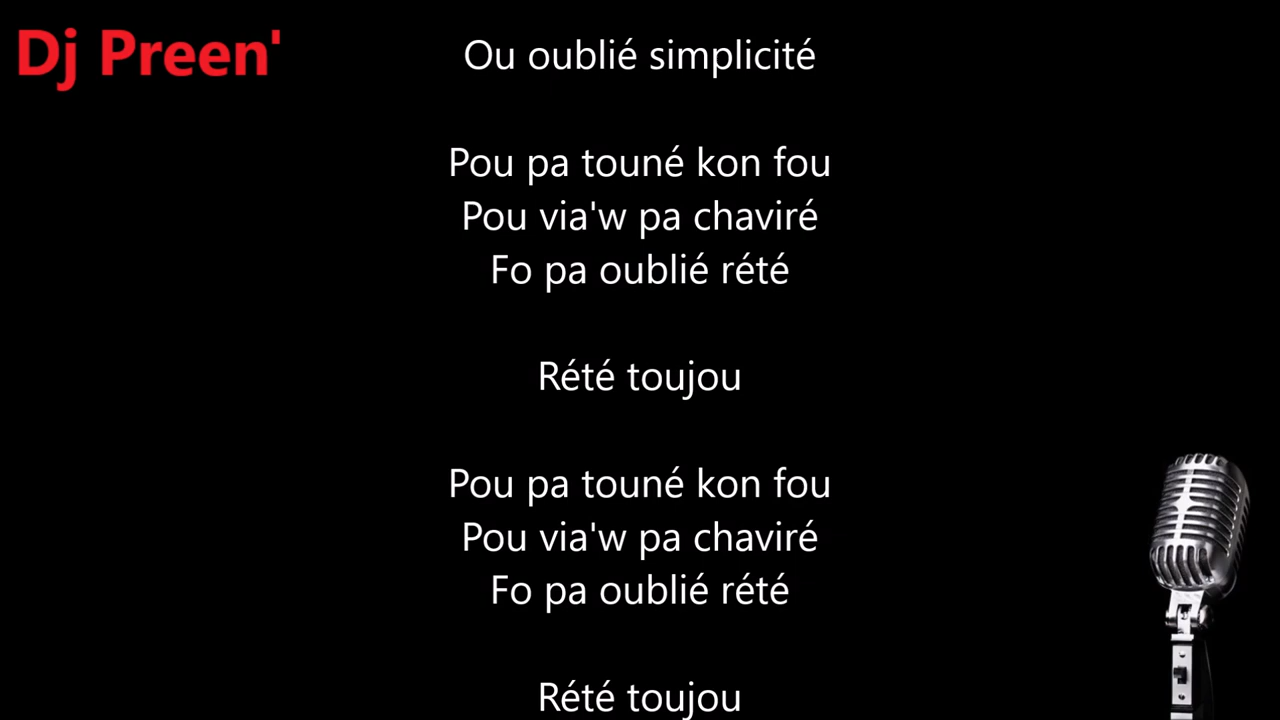 Dj Preen'
Ou oublié simplicité
Pou pa touné kon fou
Pou via'w pa chaviré
Fo pa oublié rété
Rété toujou
Pou pa touné kon fou
Pou via'w pa chaviré
Fo pa oublié rété
Rété toujou